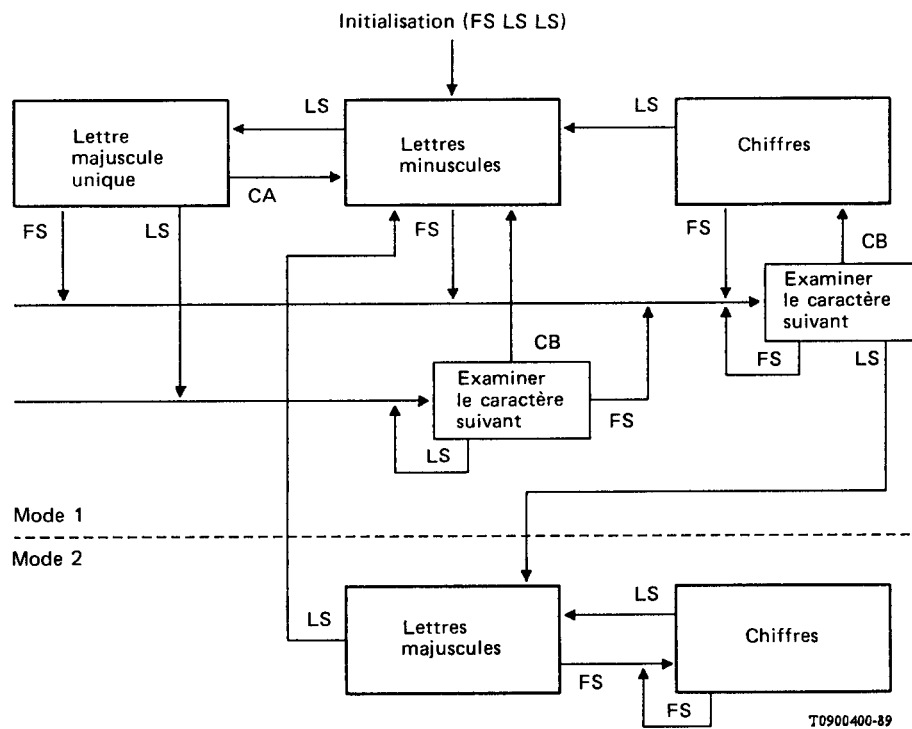 Initialisation (FS LS LS)
Lettre
majuscule
unique
LS
CA
Lettres
minuscules
LS
Chiffres
FS
LS
FS
FS
CB
Examiner
le caractère
suivant
FS
LS
CB
Examiner
le caractère
suivant
FS
LS
Mode 1
Mode 2
LS
Lettres
majuscules
LS
FS
Chiffres
FS
T0900400-89